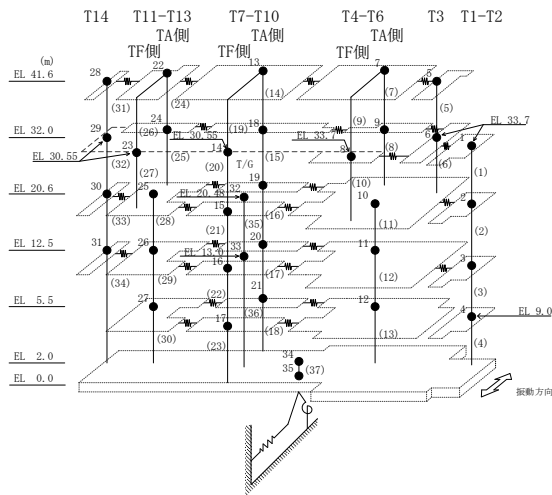 T14 T11-T13 T7-T10 T4-T6 T3 T1-T2
TA側 TA側 TA側
TF側 TF側 TF側
(m)
EL 41.6 28 22 13 7 5
(31) (24) (14) (7) (5)
EL 32.0 29 (26) 24 (19) 18 (9) 9 6 EL 33.7
EL 30.55 EL 33.7 1
EL 30.55 (32) 23 (25) 14 (15) 8 (8) (6) (1)
(20) T/G
(27) 19 (10)
EL 20.6 30 25 EL 20.48 32 10 2
(33) (28) 15 (35) (16) (11) (2)
(21) 20
EL 12.5 31 26 EL 13.0 33 11 3
(34) (29) 16 (17) (12) (3)
(22) 21
EL 5.5 27 (36) 12 4 EL 9.0
(30) 17 (18) (13)
(23) (4)
EL 2.0 34
EL 0.0 35 (37)
振動方向